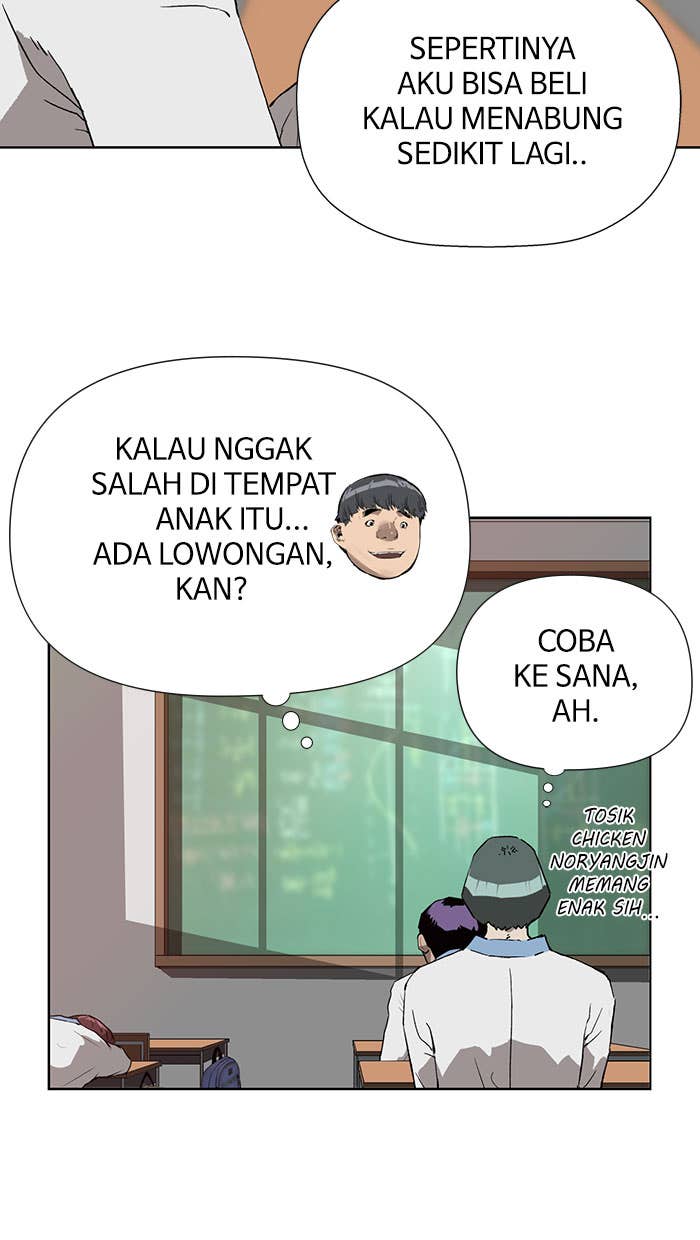 SEPERTINYA
AKU BISA BELI
KALAU MENABUNG
SEDIKIT LAGI..
KALAU NGGAK
SALAH DI TEMPAT
ANAK ITU...
ADA LOWONGAN,
KAN?
COBA
KE SANA,
AH.
TOSIK
CHICKEN
NORYANGJIN
MEMANG
ENAK SIH...